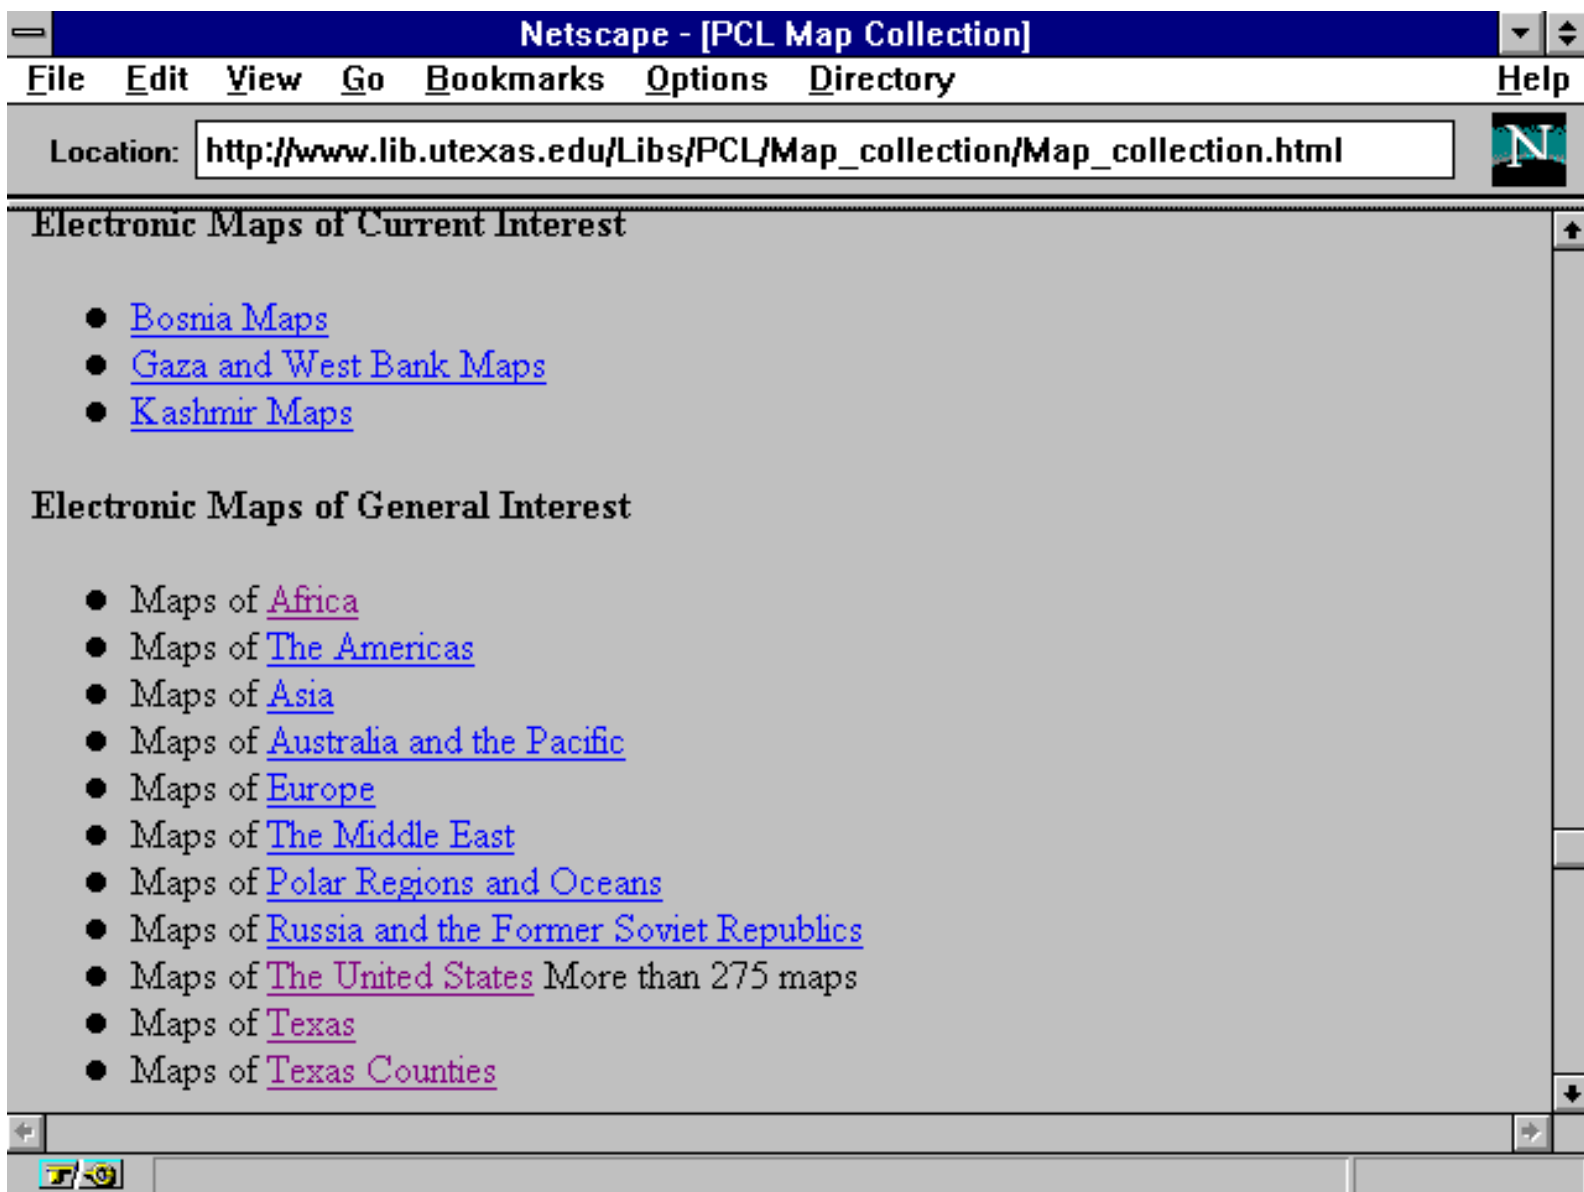 Netscape - [PCL Map Collection]
File Edit View Go Bookmarks Options Directory Help
Location: http://www.lib.utexas.edu/Libs/PCL/Map_collection/Map_collection.html
N
Electronic Maps of Current Interest
Bosnia Maps
Gaza and West Bank Maps
Kashmir Maps
Electronic Maps of General Interest
Maps of Africa
Maps of The Americas
Maps of Asia
Maps of Australia and the Pacific
Maps of Europe
Maps of The Middle East
Maps of Polar Regions and Oceans
Maps of Russia and the Former Soviet Republics
Maps of The United States More than 275 maps
Maps of Texas
Maps of Texas Counties